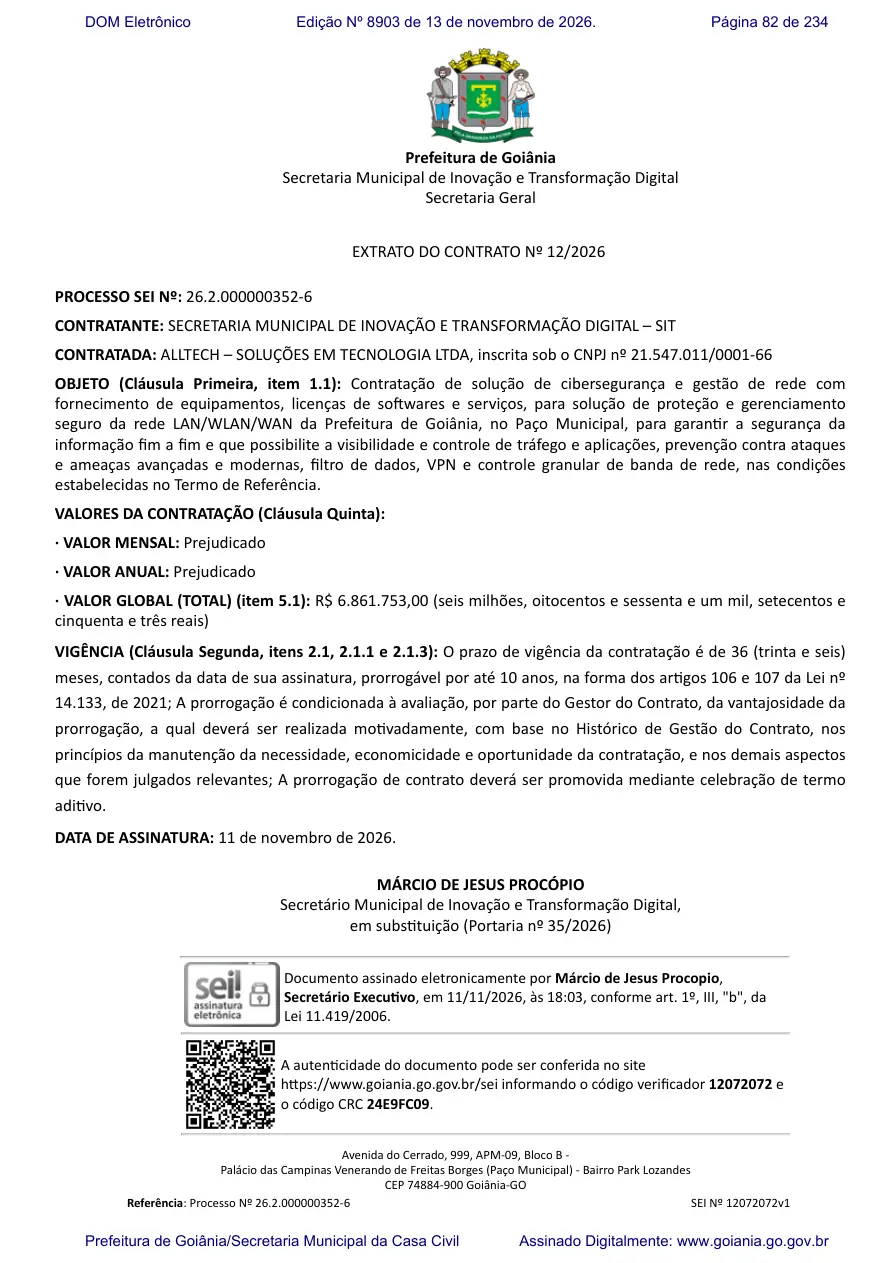 DOM Eletrônico Edição Nº 8903 de 13 de novembro de 2026. Página 82 de 234
PELA GRANDEZA DA PÁTRIA
Prefeitura de Goiânia
Secretaria Municipal de Inovação e Transformação Digital
Secretaria Geral
EXTRATO DO CONTRATO Nº 12/2026
PROCESSO SEI Nº: 26.2.000000352-6
CONTRATANTE: SECRETARIA MUNICIPAL DE INOVAÇÃO E TRANSFORMAÇÃO DIGITAL – SIT
CONTRATADA: ALLTECH – SOLUÇÕES EM TECNOLOGIA LTDA, inscrita sob o CNPJ nº 21.547.011/0001-66
OBJETO (Cláusula Primeira, item 1.1): Contratação de solução de cibersegurança e gestão de rede com
fornecimento de equipamentos, licenças de softwares e serviços, para solução de proteção e gerenciamento
seguro da rede LAN/WLAN/WAN da Prefeitura de Goiânia, no Paço Municipal, para garantir a segurança da
informação fim a fim e que possibilite a visibilidade e controle de tráfego e aplicações, prevenção contra ataques
e ameaças avançadas e modernas, filtro de dados, VPN e controle granular de banda de rede, nas condições
estabelecidas no Termo de Referência.
VALORES DA CONTRATAÇÃO (Cláusula Quinta):
· VALOR MENSAL: Prejudicado
· VALOR ANUAL: Prejudicado
· VALOR GLOBAL (TOTAL) (item 5.1): R$ 6.861.753,00 (seis milhões, oitocentos e sessenta e um mil, setecentos e
cinquenta e três reais)
VIGÊNCIA (Cláusula Segunda, itens 2.1, 2.1.1 e 2.1.3): O prazo de vigência da contratação é de 36 (trinta e seis)
meses, contados da data de sua assinatura, prorrogável por até 10 anos, na forma dos artigos 106 e 107 da Lei nº
14.133, de 2021; A prorrogação é condicionada à avaliação, por parte do Gestor do Contrato, da vantajosidade da
prorrogação, a qual deverá ser realizada motivadamente, com base no Histórico de Gestão do Contrato, nos
princípios da manutenção da necessidade, economicidade e oportunidade da contratação, e nos demais aspectos
que forem julgados relevantes; A prorrogação de contrato deverá ser promovida mediante celebração de termo
aditivo.
DATA DE ASSINATURA: 11 de novembro de 2026.
MÁRCIO DE JESUS PROCÓPIO
Secretário Municipal de Inovação e Transformação Digital,
em substituição (Portaria nº 35/2026)
sei!
assinatura
eletrônica
Documento assinado eletronicamente por Márcio de Jesus Procopio,
Secretário Executivo, em 11/11/2026, às 18:03, conforme art. 1º, III, "b", da
Lei 11.419/2006.
A autenticidade do documento pode ser conferida no site
https://www.goiania.go.gov.br/sei informando o código verificador 12072072 e
o código CRC 24E9FC09.
Avenida do Cerrado, 999, APM-09, Bloco B -
Palácio das Campinas Venerando de Freitas Borges (Paço Municipal) - Bairro Park Lozandes
CEP 74884-900 Goiânia-GO
Referência: Processo Nº 26.2.000000352-6 SEI Nº 12072072v1
Prefeitura de Goiânia/Secretaria Municipal da Casa Civil Assinado Digitalmente: www.goiania.go.gov.br